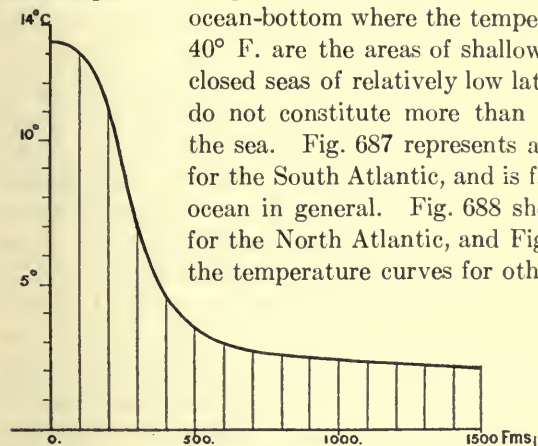 ocean-bottom where the tempe
40° F. are the areas of shallow
closed seas of relatively low lat
do not constitute more than
the sea. Fig. 687 represents a
for the South Atlantic, and is f
ocean in general. Fig. 688 sh
for the North Atlantic, and Fig
the temperature curves for oth
14°C
10°
5°
0. 500. 1000. 1500 Fms